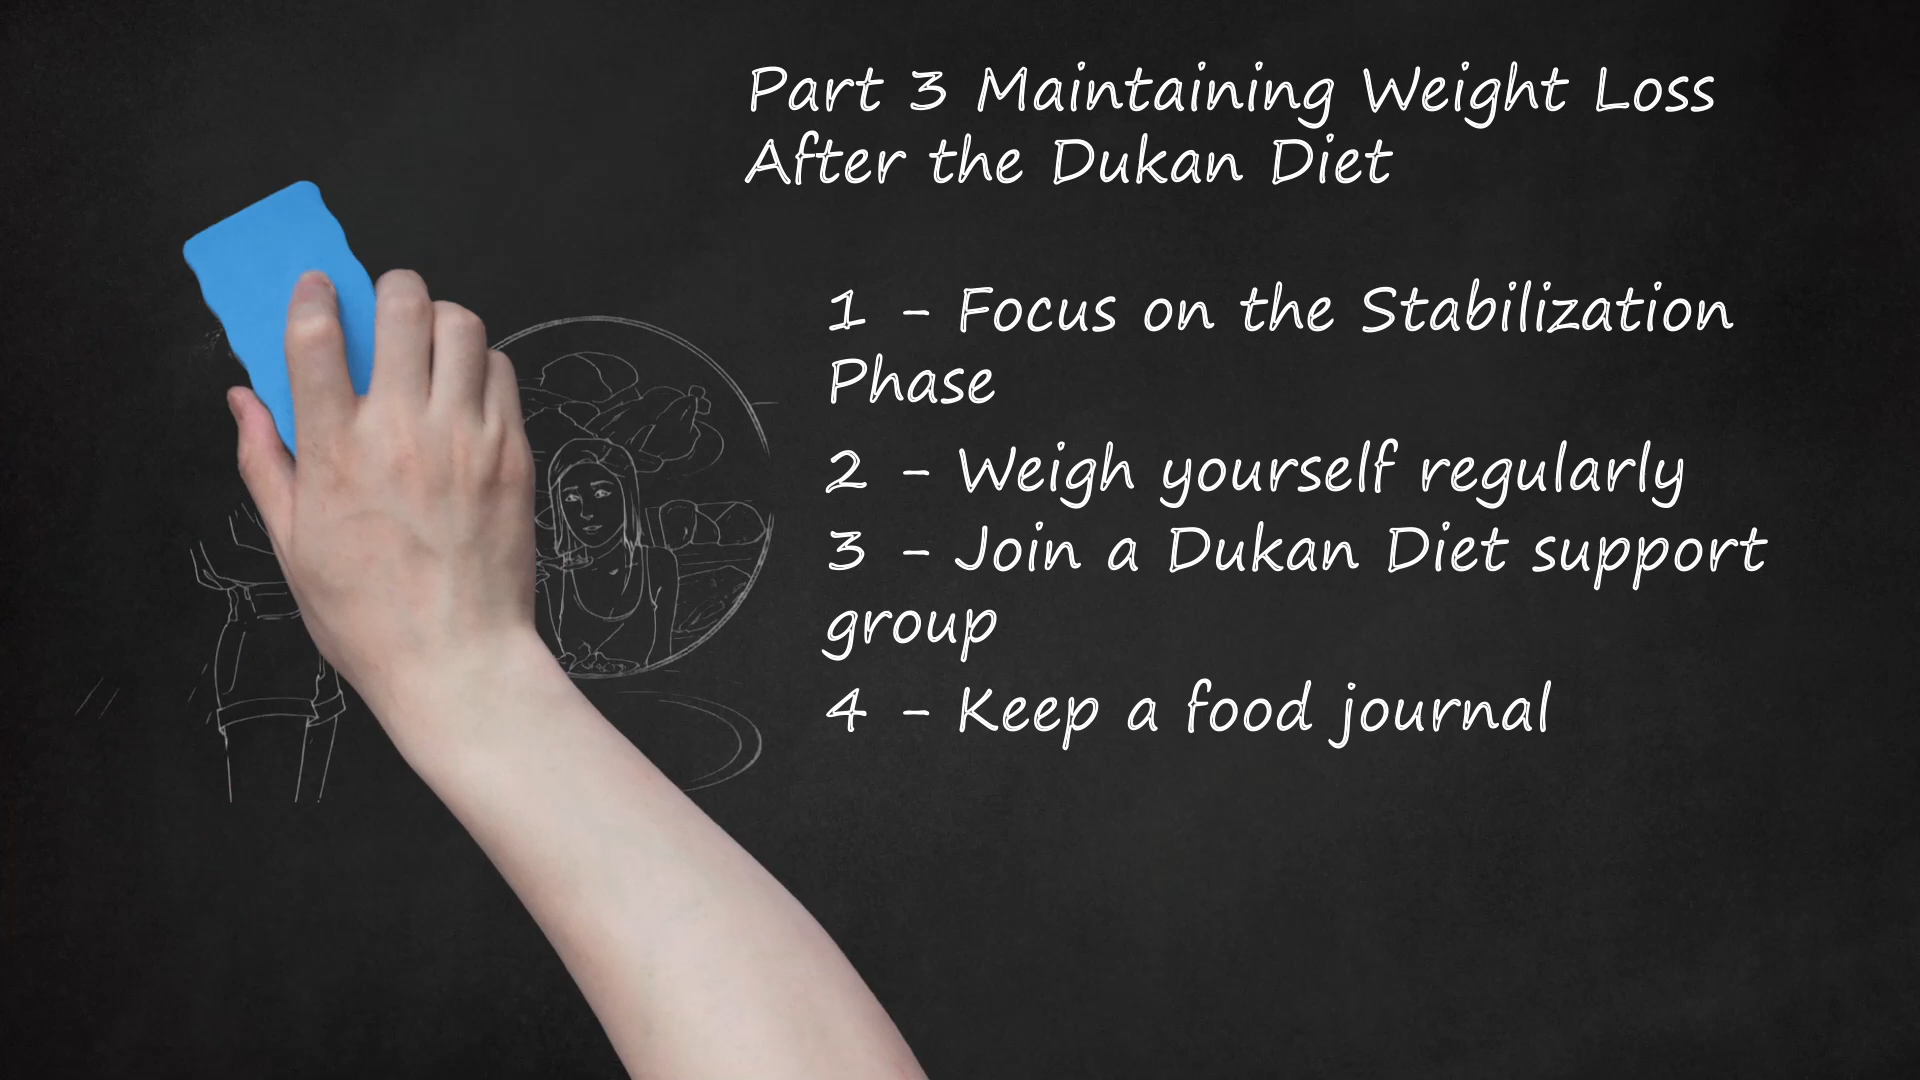 Part 3 Maintaining Weight Loss
After the Dukan Diet
1 - Focus on the Stabilization
Phase
2 - Weigh yourself regularly
3 - Join a Dukan Diet support
group
4 - Keep a food journal